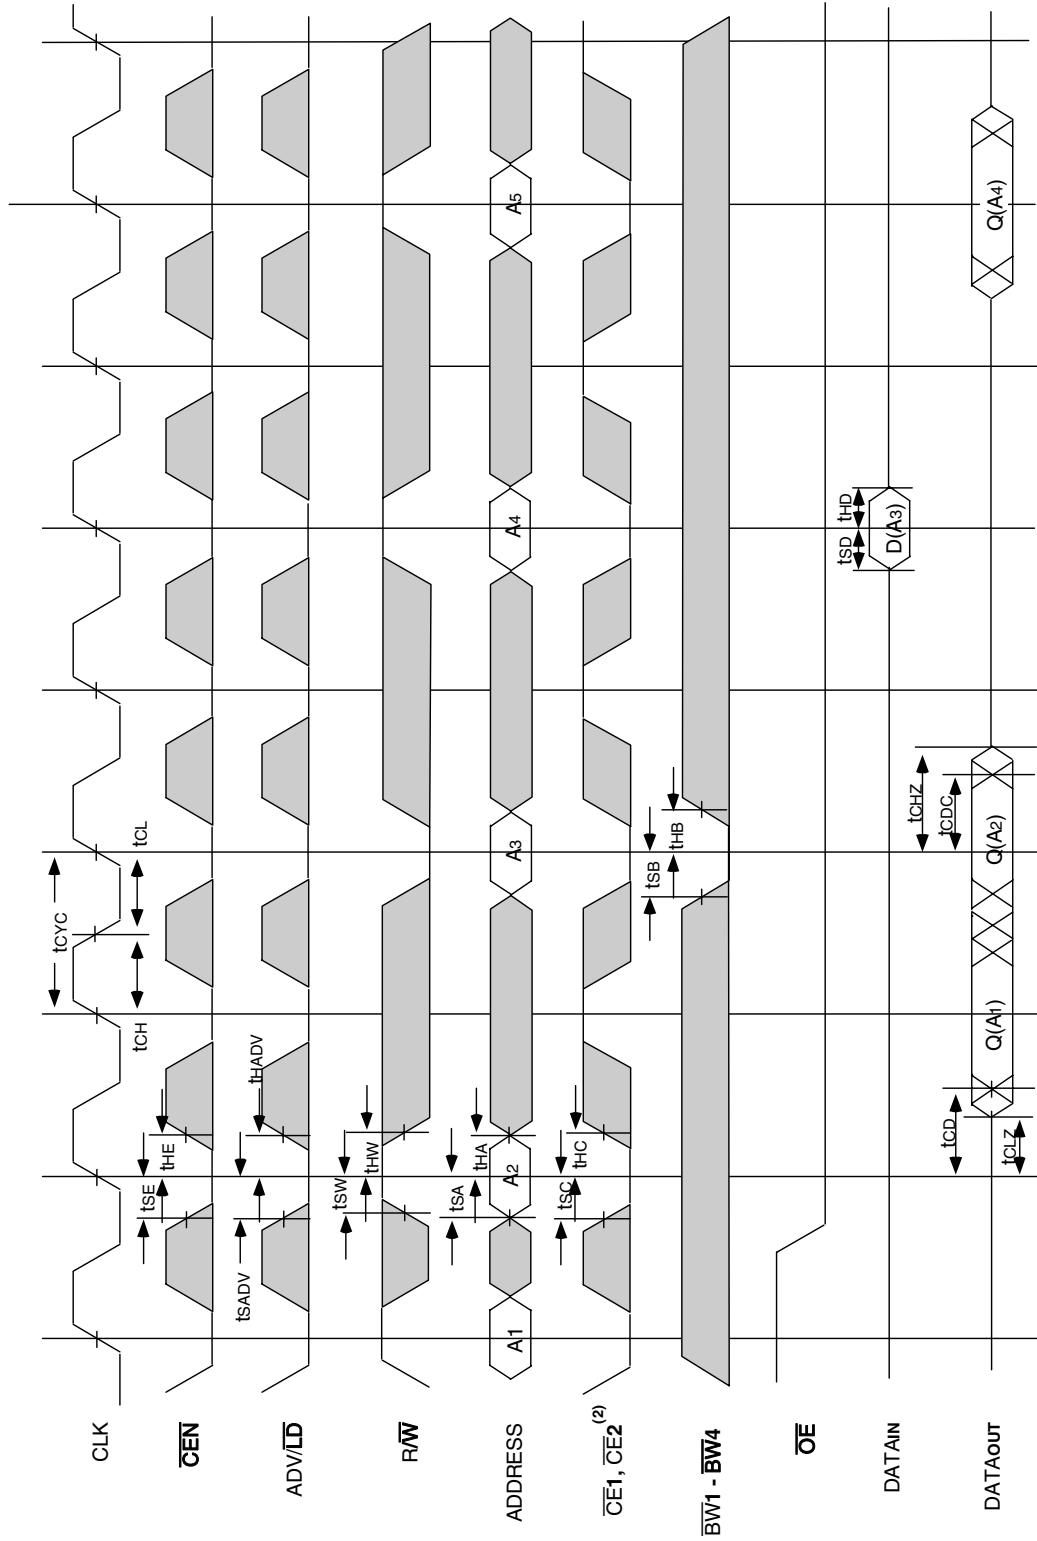 CLK
tCYC
tCH
tCL
CEN
tSE
tHE
ADV/LD
tSADV
tHADV
R/W
tSW
tHW
ADDRESS
A1
A2
A3
A4
A5
tSA
tHA
CE1, CE2(2)
tSC
tHC
BW1 - BW4
tSB
tHB
OE
DATAIN
D(A3)
tSD
tHD
DATAOUT
tCD
tCLZ
Q(A1)
Q(A2)
tCHZ
tCDC
Q(A4)